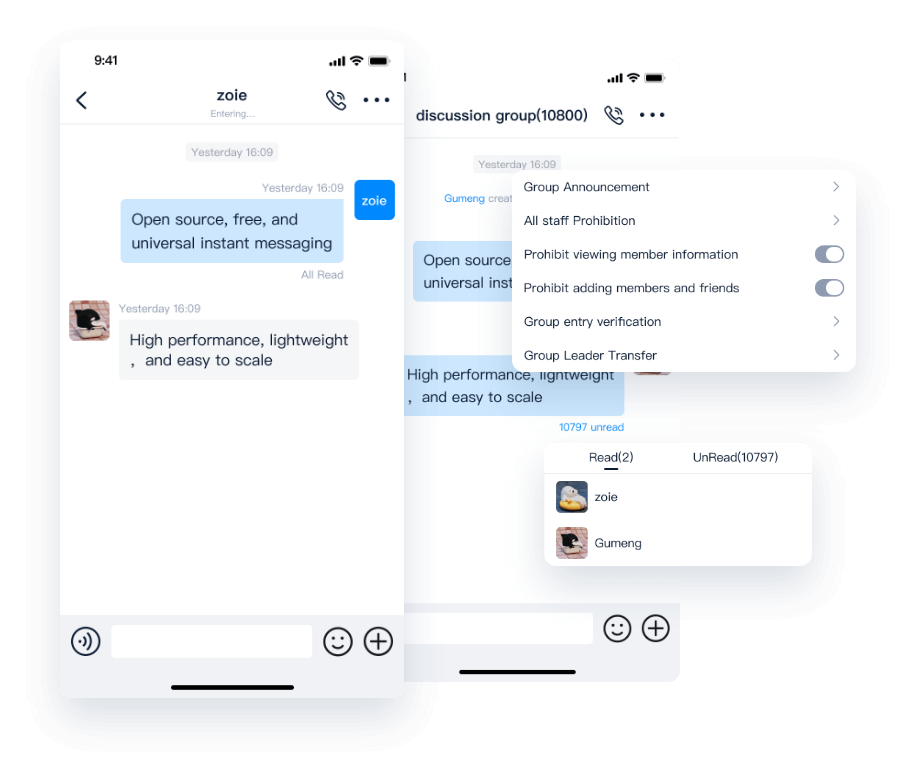 9:41
zoie
Entering...
Yesterday 16:09
Yesterday 16:09
zoie
Open source, free, and
universal instant messaging
All Read
Yesterday 16:09
High performance, lightweight
, and easy to scale
discussion group(10800)
Yesterday 16:09
Gumeng
Open source
universal
High performance, lightweight
, and easy to scale
10797 unread
Group Announcement
All staff Prohibition
Prohibit viewing member information
Prohibit adding members and friends
Group entry verification
Group Leader Transfer
Read(2)
UnRead(10797)
zoie
Gumeng